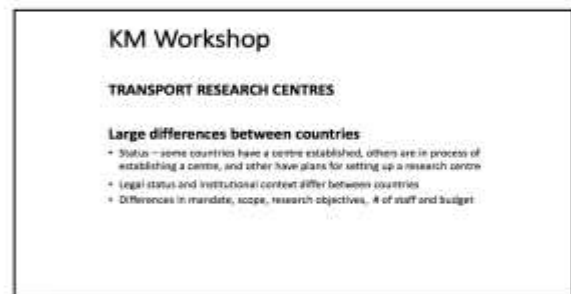 KM Workshop
TRANSPORT RESEARCH CENTRES
Large differences between countries
• Status – some countries have a centre established, others are in process of
establishing a centre, and other have plans for setting up a research centre
• Legal status and institutional context differ between countries
• Differences in mandate, scope, research objectives, # of staff and budget